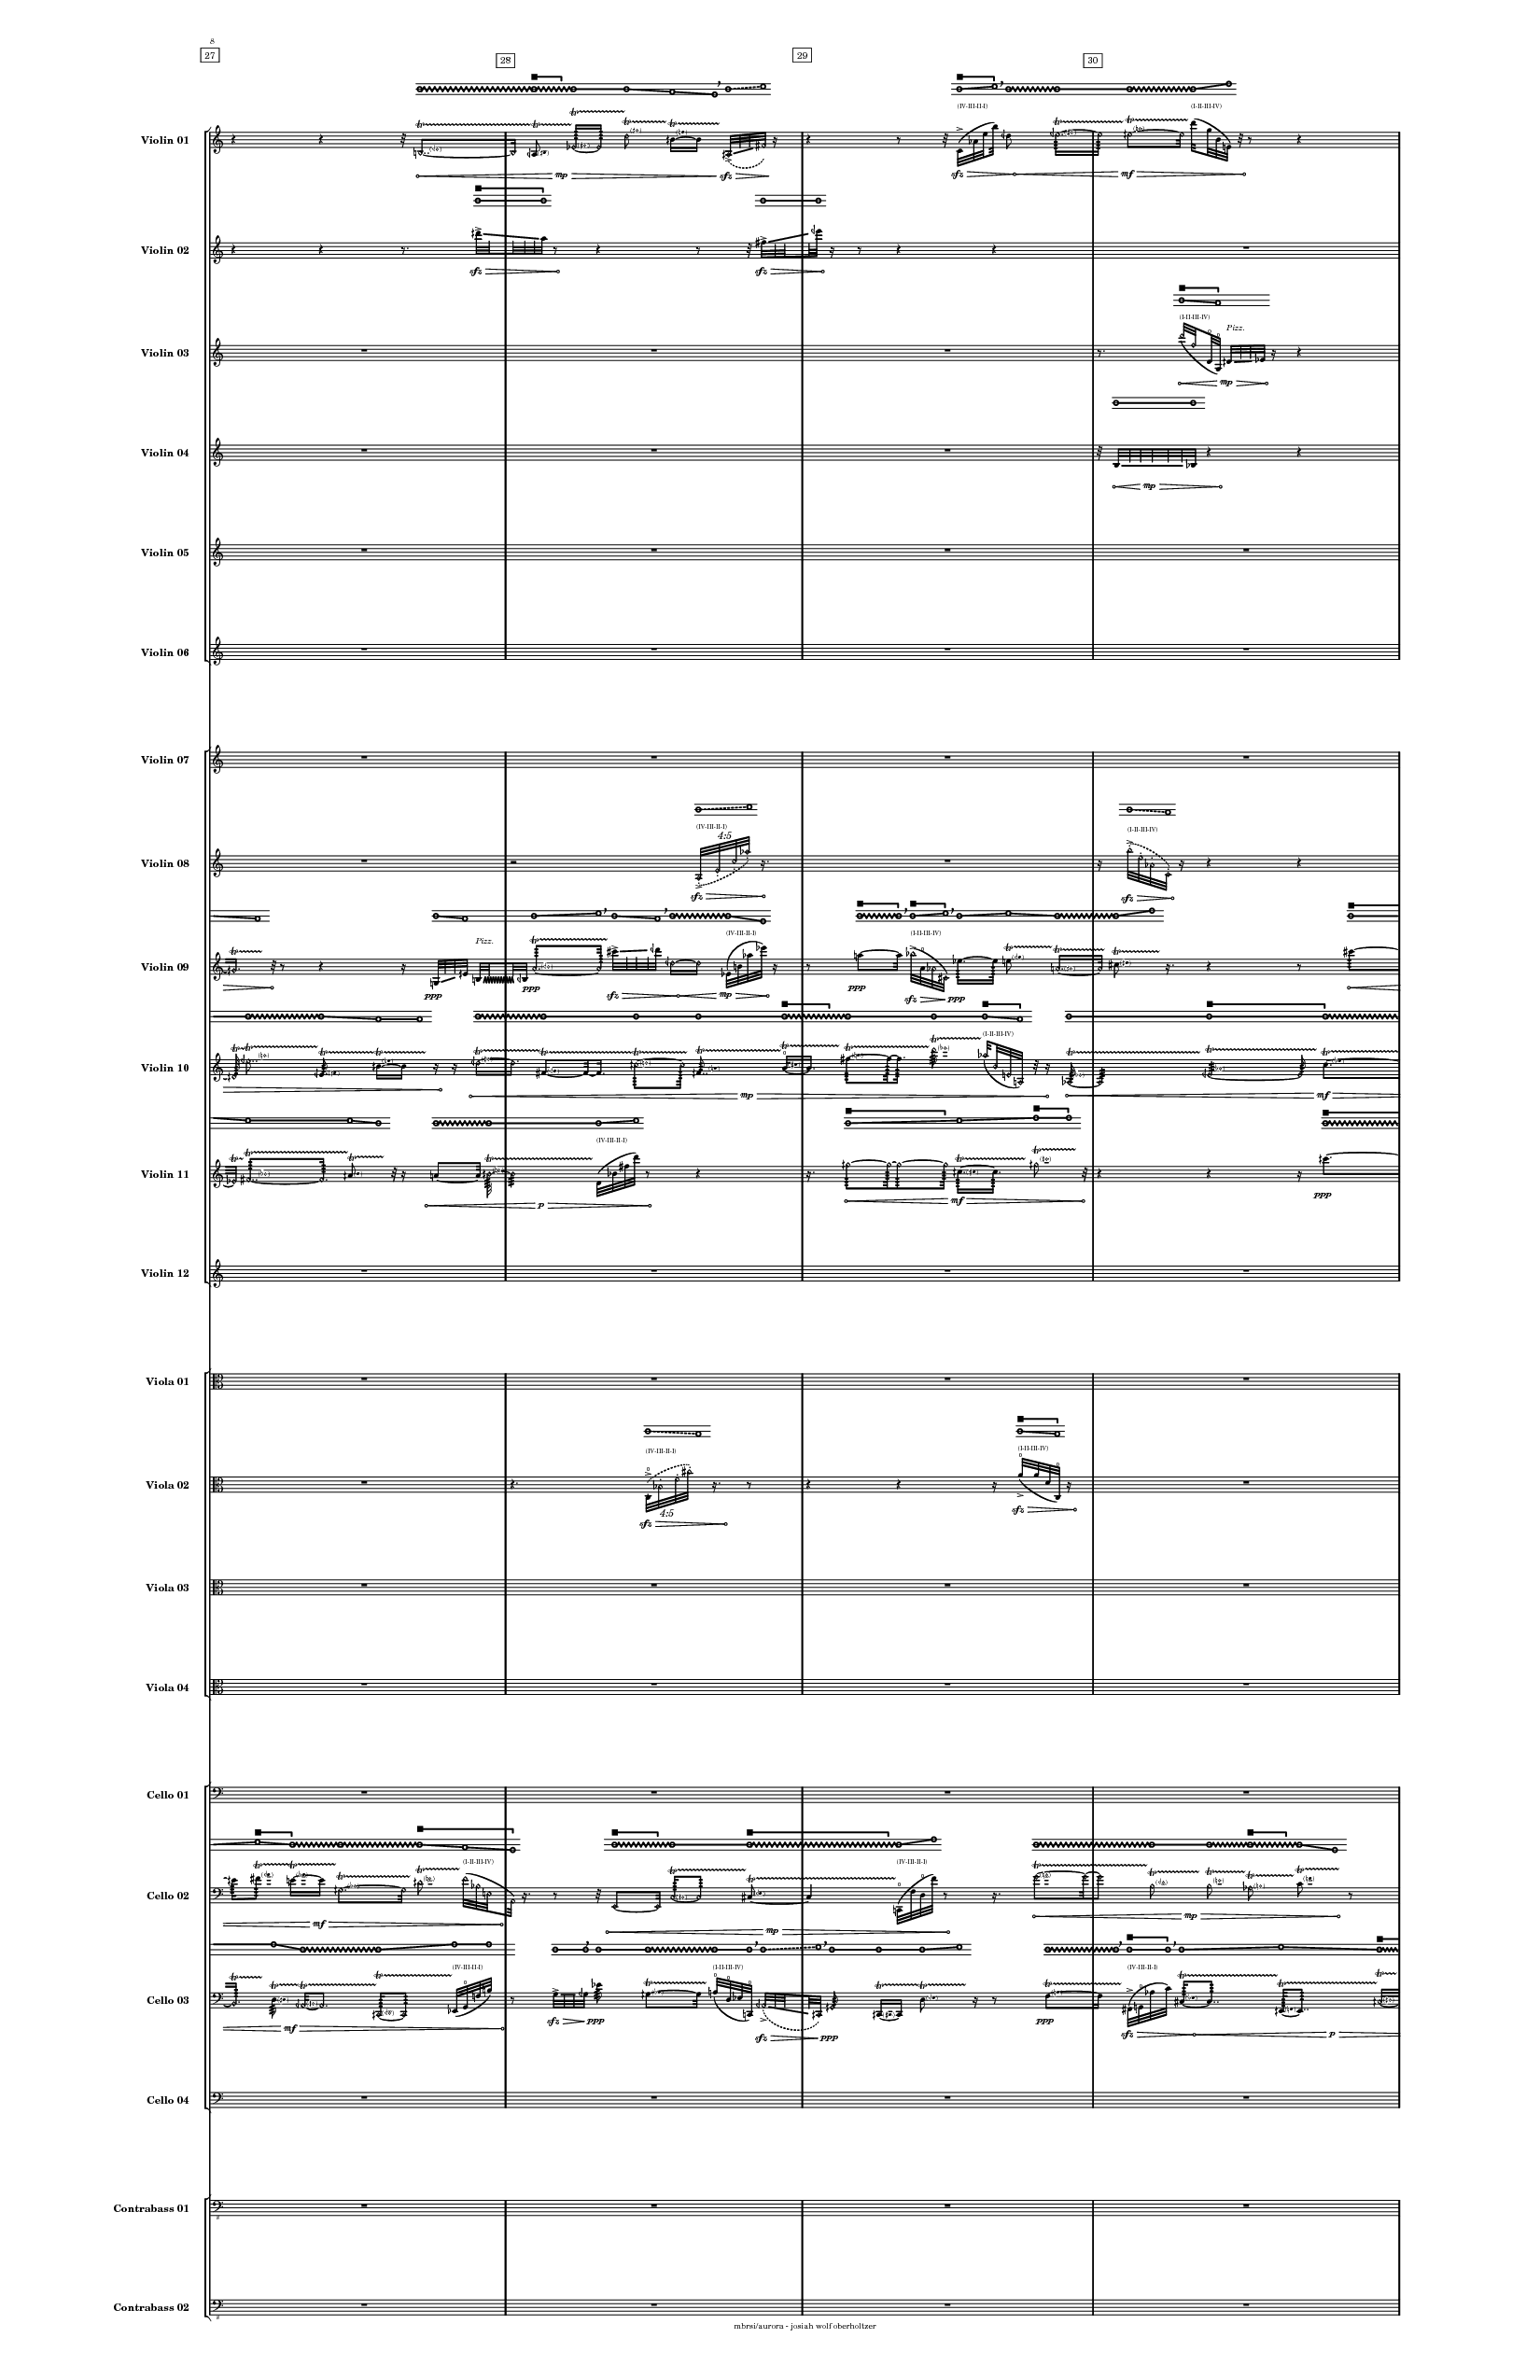 8
27
28
29
30
(IV-III-II-I)
(I-II-III-IV)
Violin 01
mp
sfz
sfz
mf
Violin 02
sfz
sfz
(I-II-III-IV)
Pizz.
Violin 03
mp
Violin 04
mp
Violin 05
Violin 06
Violin 07
(IV-III-II-I)
4:5
(I-II-III-IV)
Violin 08
sfz
sfz
Pizz.
(IV-III-II-I)
(I-II-III-IV)
Violin 09
ppp
ppp
sfz
mp
ppp
sfz
ppp
(I-II-III-IV)
Violin 10
mp
mf
(IV-III-II-I)
Violin 11
p
mf
ppp
Violin 12
Viola 01
(IV-III-II-I)
(I-II-III-IV)
Viola 02
4:5
sfz
sfz
Viola 03
Viola 04
Cello 01
(I-II-III-IV)
(IV-III-II-I)
Cello 02
mf
mp
mp
(IV-III-II-I)
(I-II-III-IV)
(IV-III-II-I)
Cello 03
mf
sfz
ppp
sfz
ppp
ppp
sfz
p
Cello 04
Contrabass 01
Contrabass 02
mbrsi/aurora - josiah wolf oberholtzer